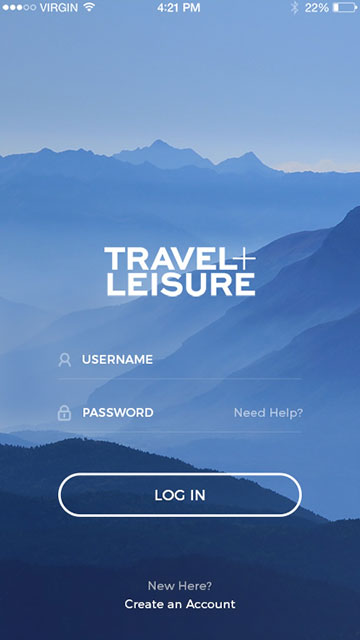 VIRGIN 4:21 PM 22%
TRAVEL+
LEISURE
USERNAME
PASSWORD Need Help?
LOG IN
New Here?
Create an Account